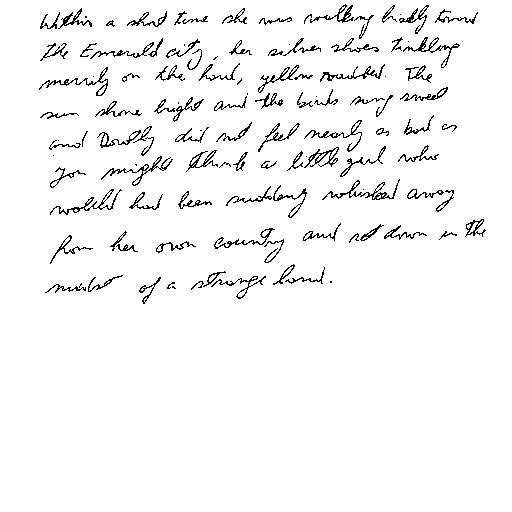 Within a short time she was walking briskly toward
the Emerald city, her silver shoes tinkling
merrily on the hard, yellow roadbed. The
sun shone bright and the birds sang sweet
and Dorothy did not feel nearly as bad as
you might think a little girl who
would had been suddenly whisked away
from her own country and set down in the
midst of a strange land.